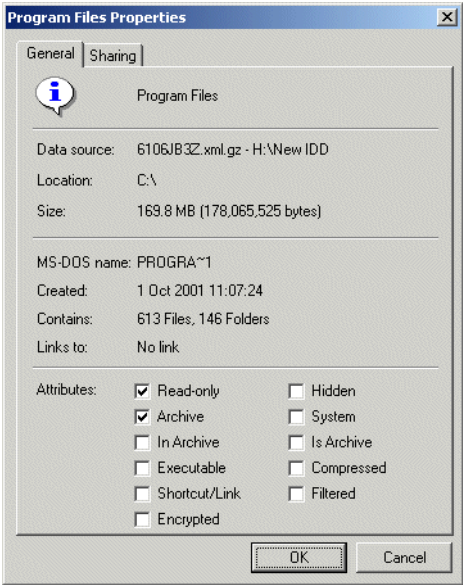 Program Files Properties
General Sharing
Program Files
Data source: 6106JB3Z.xml.gz - H:\New IDD
Location: C:\
Size: 169.8 MB (178,065,525 bytes)
MS-DOS name: PROGRA~1
Created: 1 Oct 2001 11:07:24
Contains: 613 Files, 146 Folders
Links to: No link
Attributes: Read-only Hidden
Archive System
In Archive Is Archive
Executable Compressed
Shortcut/Link Filtered
Encrypted
OK Cancel